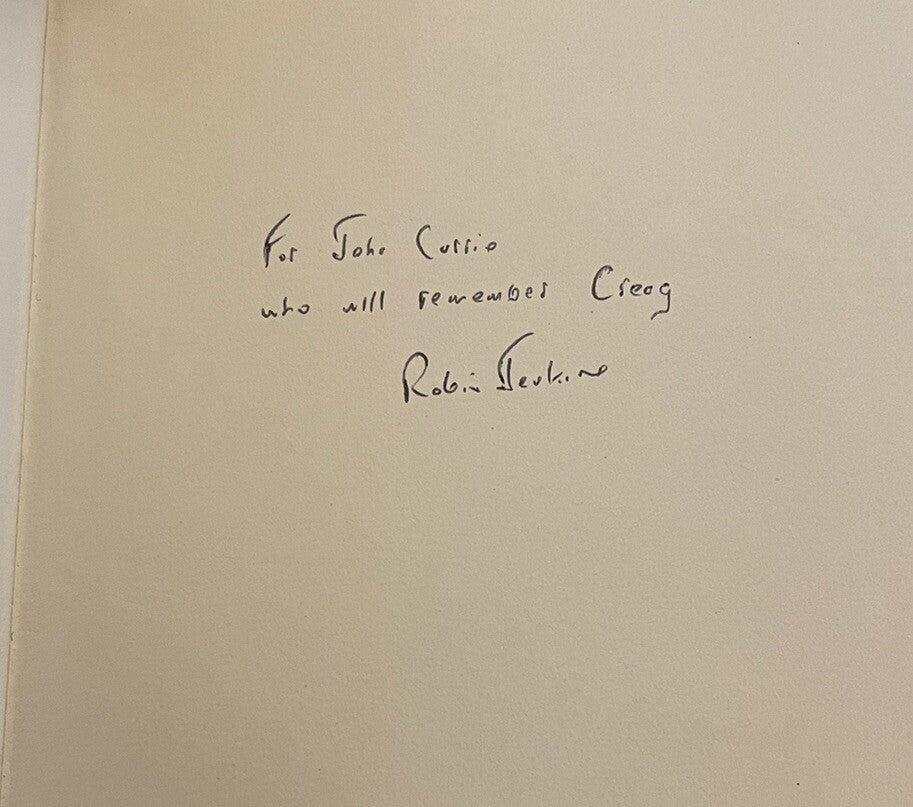 For John Currie
who will remember Creag
Robin Jenkins